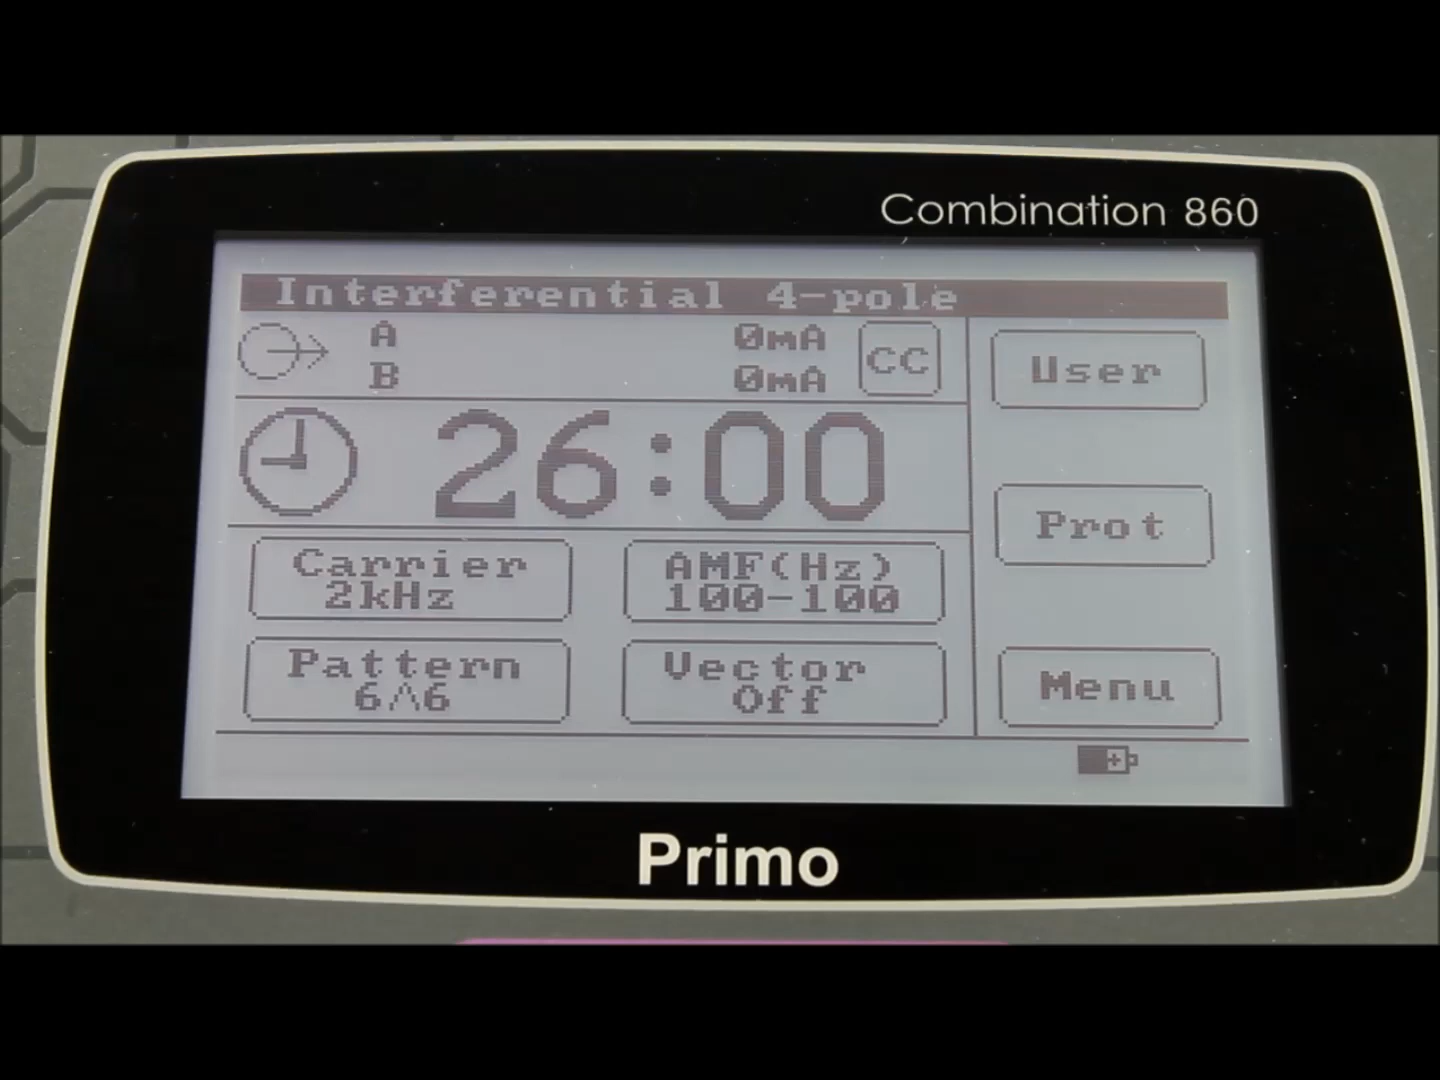 Combination 860
Interferential 4-pole
A 0mA
B 0mA
CC
User
26:00
Prot
Carrier
2kHz
AMF(Hz)
100-100
Pattern
6/\6
Vector
Off
Menu
Primo